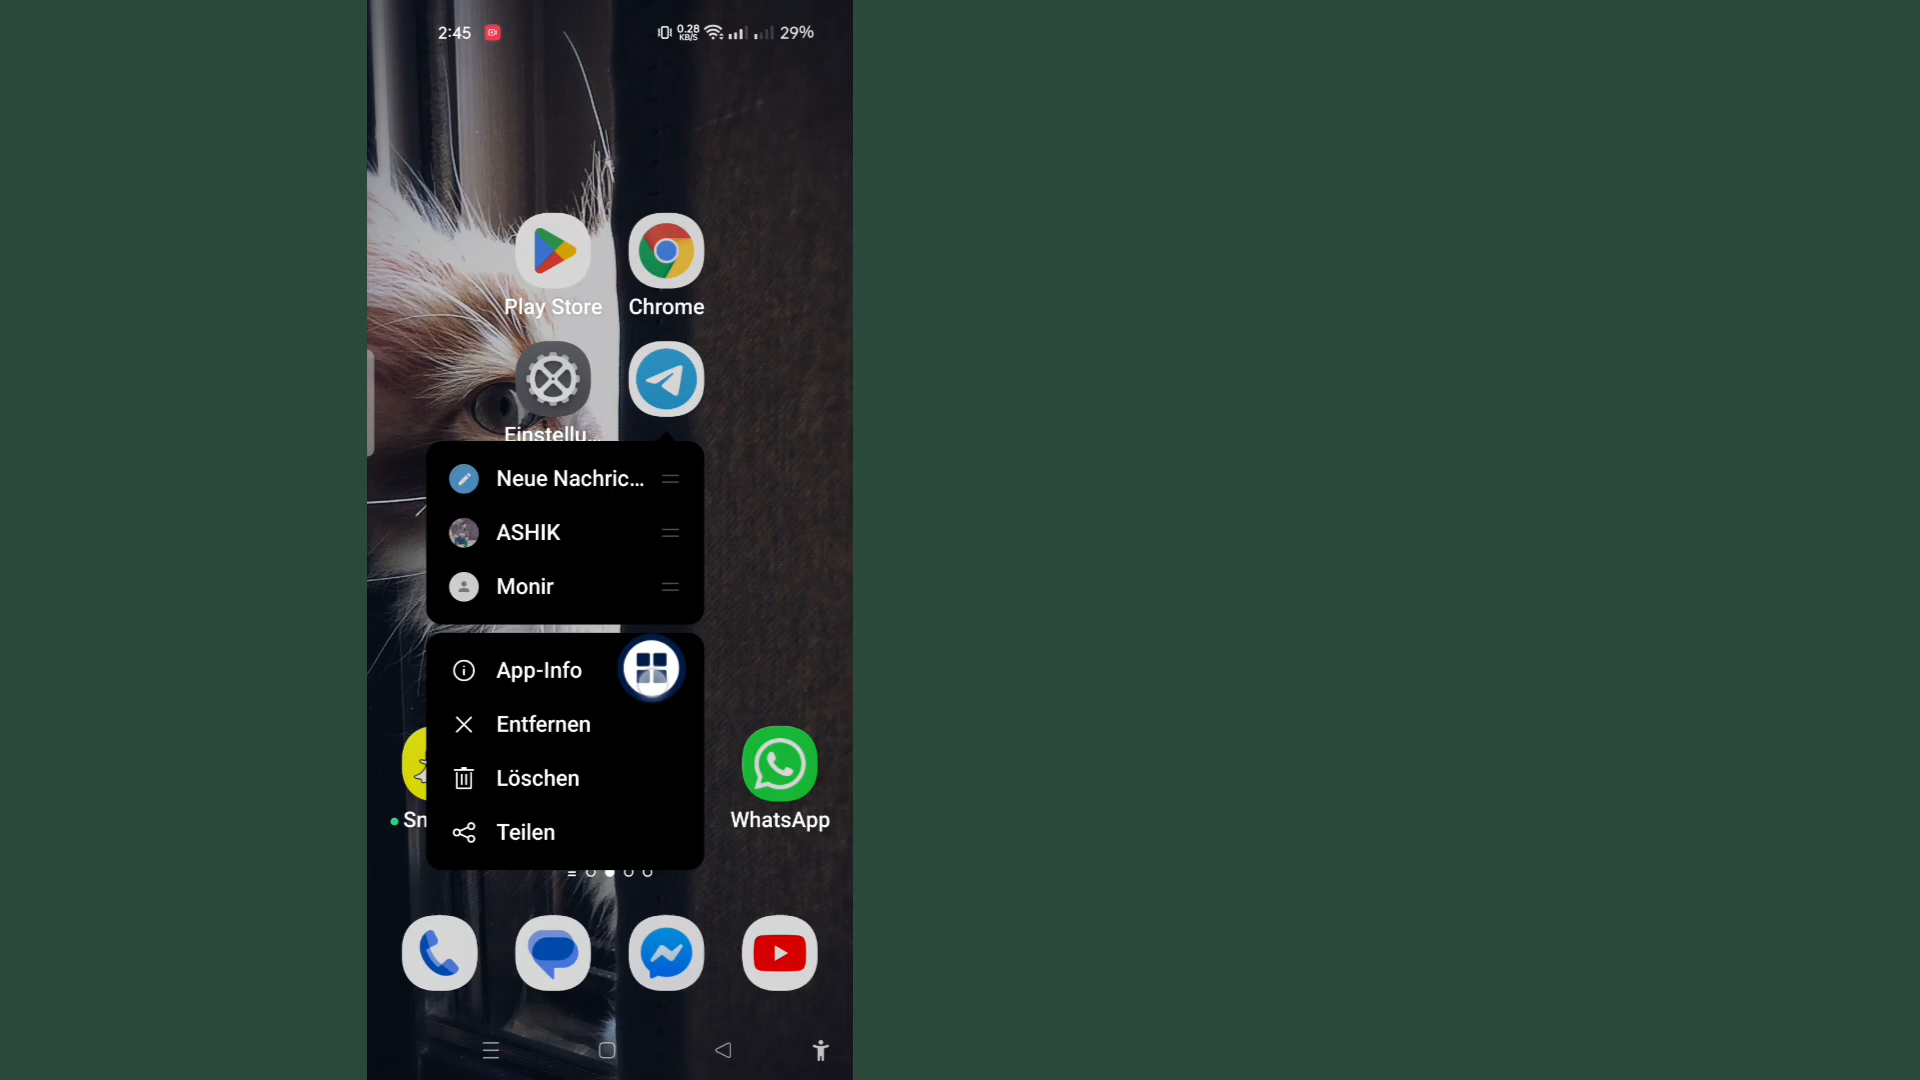 2:45
0.28
KB/S
29%
Play Store
Chrome
Einstellu...
Neue Nachric...
ASHIK
Monir
App-Info
Entfernen
Löschen
Teilen
Sn
WhatsApp